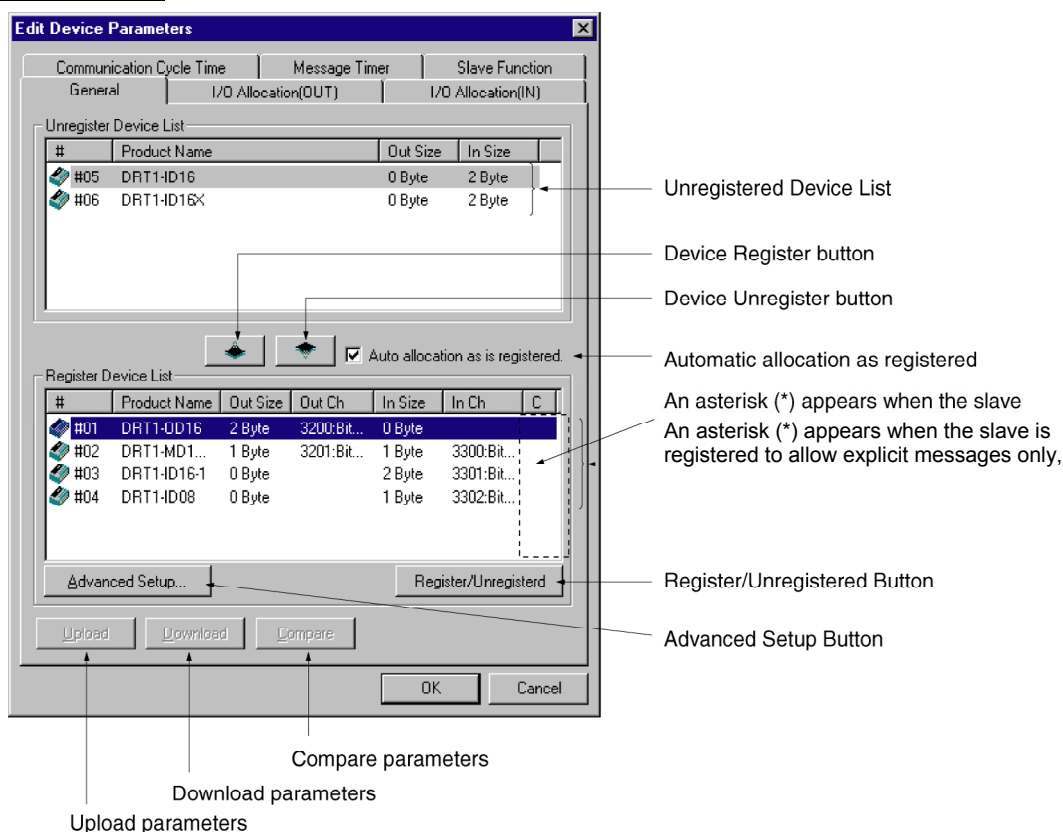 Edit Device Parameters
Communication Cycle Time
Message Timer
Slave Function
General
I/O Allocation(OUT)
I/O Allocation(IN)
Unregister Device List
# Product Name Out Size In Size
#05 DRT1-ID16 0 Byte 2 Byte
#06 DRT1-ID16X 0 Byte 2 Byte
Unregistered Device List
Device Register button
Device Unregister button
Auto allocation as is registered.
Automatic allocation as registered
Register Device List
# Product Name Out Size Out Ch In Size In Ch C
#01 DRT1-OD16 2 Byte 3200:Bit... 0 Byte
#02 DRT1-MD1... 1 Byte 3201:Bit... 1 Byte 3300:Bit...
#03 DRT1-ID16-1 0 Byte 2 Byte 3301:Bit...
#04 DRT1-ID08 0 Byte 1 Byte 3302:Bit...
An asterisk (*) appears when the slave
An asterisk (*) appears when the slave is
registered to allow explicit messages only,
Advanced Setup...
Register/Unregisterd
Register/Unregistered Button
Advanced Setup Button
Upload
Download
Compare
OK
Cancel
Compare parameters
Download parameters
Upload parameters